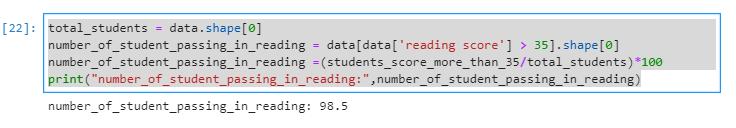 [22]: total_students = data.shape[0]
number_of_student_passing_in_reading = data[data['reading score'] > 35].shape[0]
number_of_student_passing_in_reading =(students_score_more_than_35/total_students)*100
print("number_of_student_passing_in_reading:",number_of_student_passing_in_reading)
number_of_student_passing_in_reading: 98.5